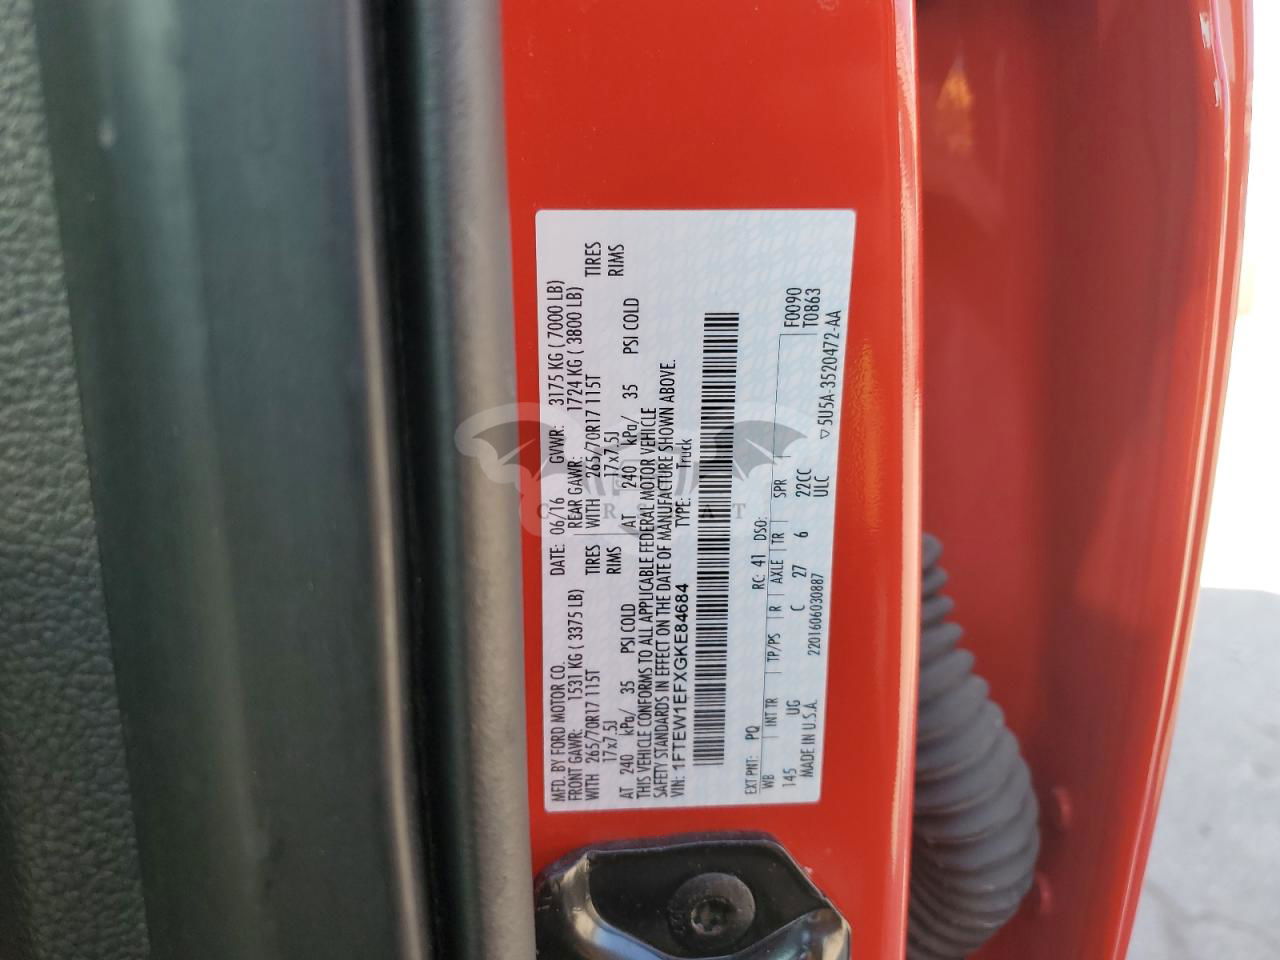 MFD. BY FORD MOTOR CO.
DATE: 06/16 GVWR: 3175 KG ( 7000 LB)
FRONT GAWR: 1531 KG ( 3375 LB) REAR GAWR: 1724 KG ( 3800 LB)
WITH 265/70R17 115T TIRES WITH 265/70R17 115T TIRES
17x7.5J RIMS 17x7.5J RIMS
AT 240 kPa/ 35 PSI COLD AT 240 kPa/ 35 PSI COLD
THIS VEHICLE CONFORMS TO ALL APPLICABLE FEDERAL MOTOR VEHICLE
SAFETY STANDARDS IN EFFECT ON THE DATE OF MANUFACTURE SHOWN ABOVE.
VIN: 1FTEW1EFXGKE84684 TYPE: Truck
EXT PNT: PQ RC: 41 DSO: F0090
WB INT TR TP/PS R AXLE TR SPR T0863
145 UG C 27 6 22CC
MADE IN U.S.A. 2201606030887 ULC ▽5U5A-3520472-AA